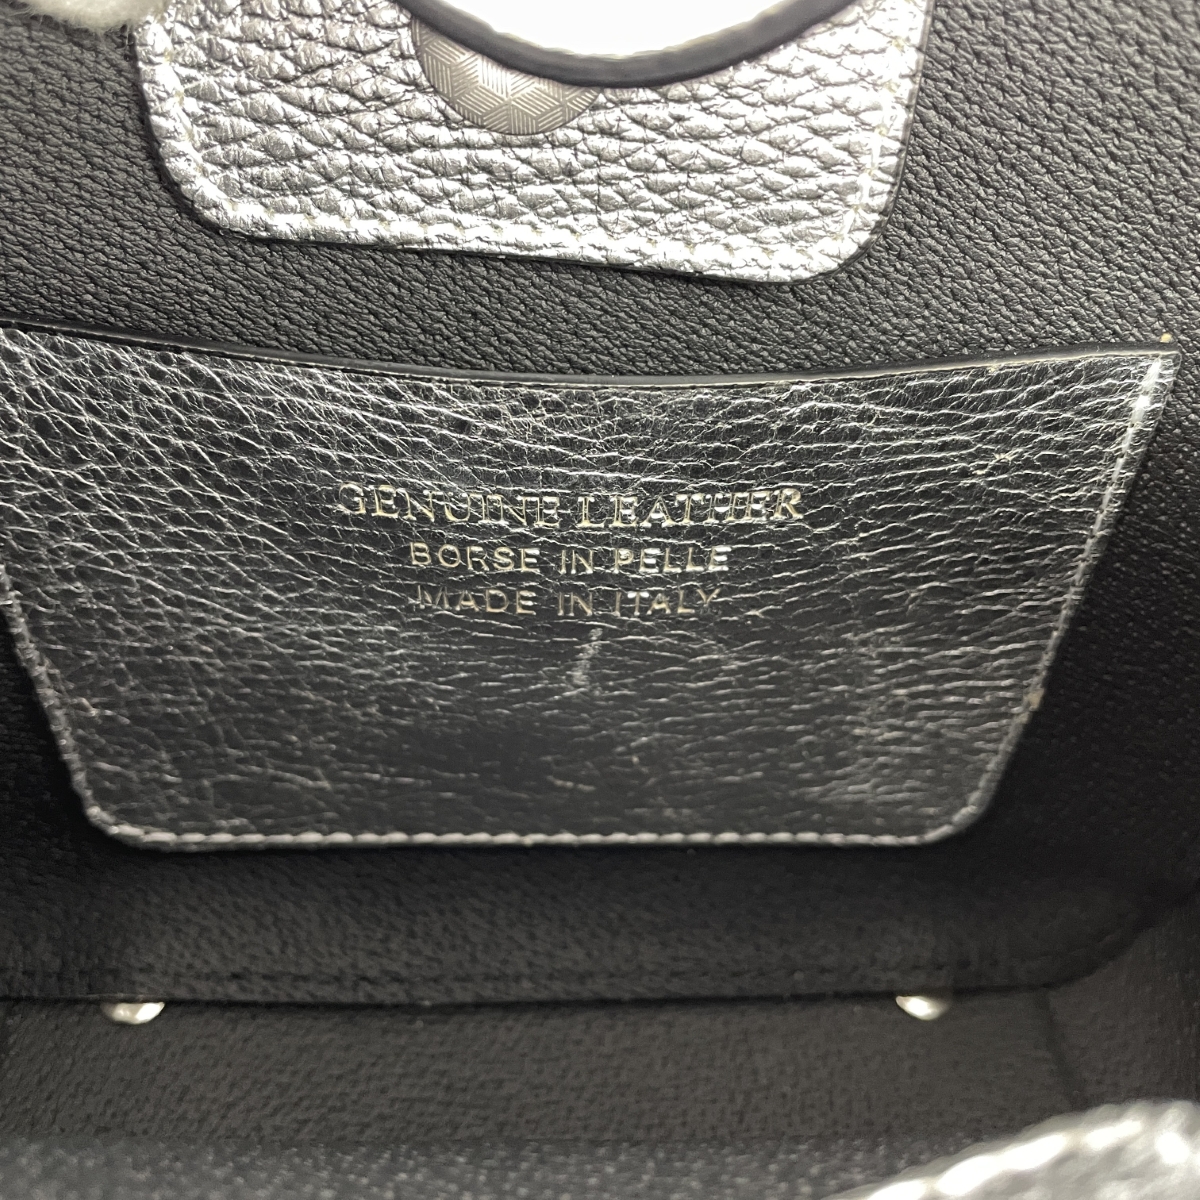 GENUINE LEATHER
BORSE IN PELLE
MADE IN ITALY